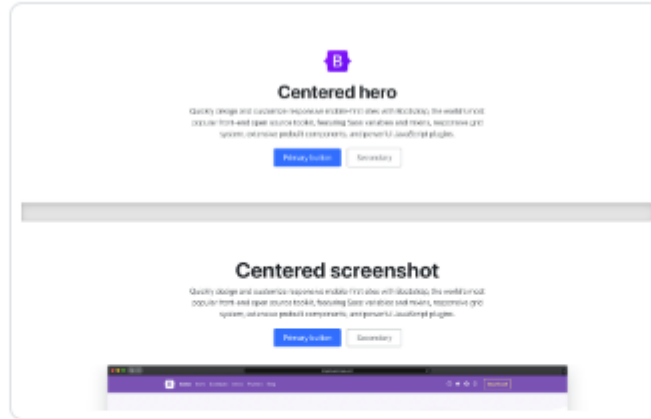 B
Centered hero
Quickly design and customize responsive mobile-first sites with Bootstrap, the world's most
popular front-end open source toolkit, featuring Sass variables and mixins, responsive grid
system, extensive prebuilt components, and powerful JavaScript plugins.
Primary button Secondary
Centered screenshot
Quickly design and customize responsive mobile-first sites with Bootstrap, the world's most
popular front-end open source toolkit, featuring Sass variables and mixins, responsive grid
system, extensive prebuilt components, and powerful JavaScript plugins.
Primary button Secondary
B